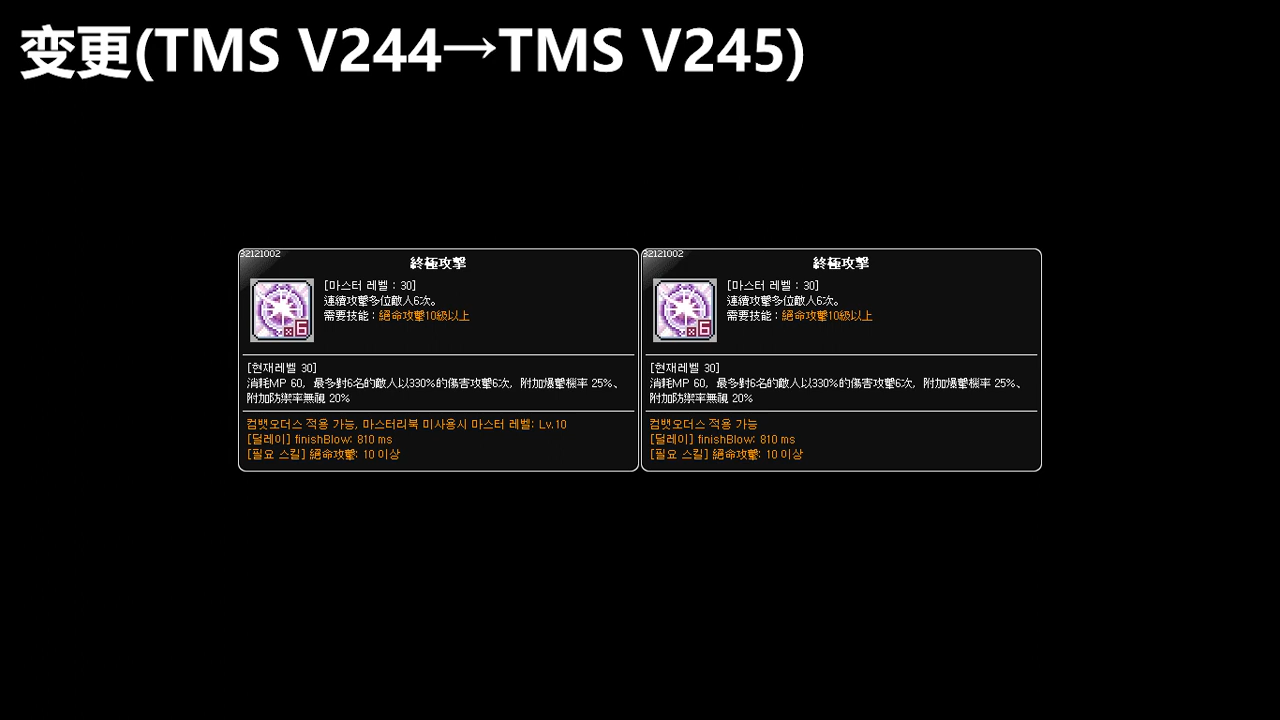 变更(TMS V244→TMS V245)
32121002
終極攻擊
[마스터 레벨 : 30]
連續攻擊多位敵人6次。
需要技能 : 絕命攻擊10級以上
6
[현재레벨 30]
消耗MP 60，最多對6名的敵人以330%的傷害攻擊6次，附加爆擊機率 25%、
附加防禦率無視 20%
컴뱃오더스 적용 가능, 마스터리북 미사용시 마스터 레벨: Lv.10
[딜레이] finishBlow: 810 ms
[필요 스킬] 絕命攻擊: 10 이상
32121002
終極攻擊
[마스터 레벨 : 30]
連續攻擊多位敵人6次。
需要技能 : 絕命攻擊10級以上
6
[현재레벨 30]
消耗MP 60，最多對6名的敵人以330%的傷害攻擊6次，附加爆擊機率 25%、
附加防禦率無視 20%
컴뱃오더스 적용 가능
[딜레이] finishBlow: 810 ms
[필요 스킬] 絕命攻擊: 10 이상